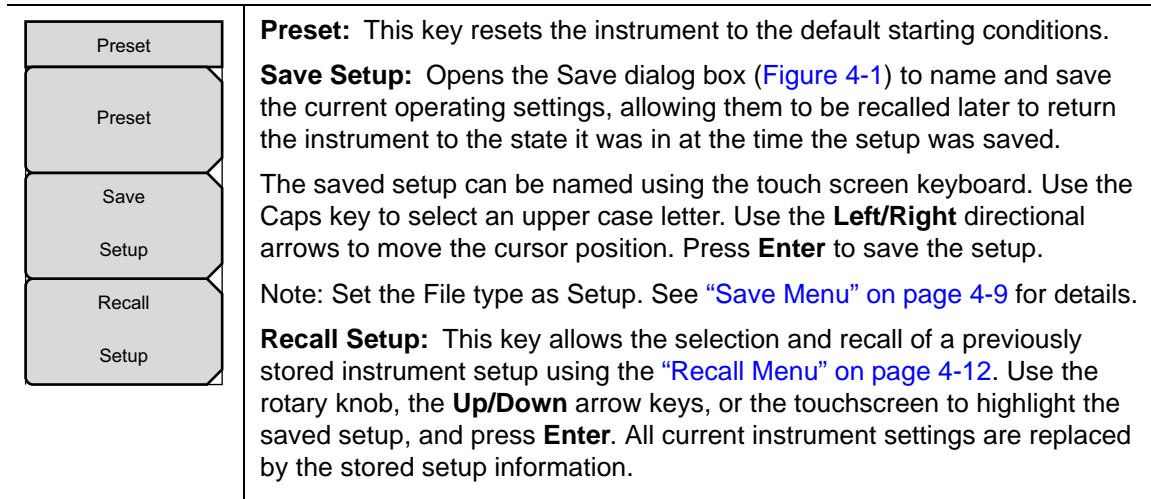 Preset
Preset
Save
Setup
Recall
Setup
Preset: This key resets the instrument to the default starting conditions.
Save Setup: Opens the Save dialog box (Figure 4-1) to name and save
the current operating settings, allowing them to be recalled later to return
the instrument to the state it was in at the time the setup was saved.
The saved setup can be named using the touch screen keyboard. Use the
Caps key to select an upper case letter. Use the Left/Right directional
arrows to move the cursor position. Press Enter to save the setup.
Note: Set the File type as Setup. See “Save Menu” on page 4-9 for details.
Recall Setup: This key allows the selection and recall of a previously
stored instrument setup using the “Recall Menu” on page 4-12. Use the
rotary knob, the Up/Down arrow keys, or the touchscreen to highlight the
saved setup, and press Enter. All current instrument settings are replaced
by the stored setup information.